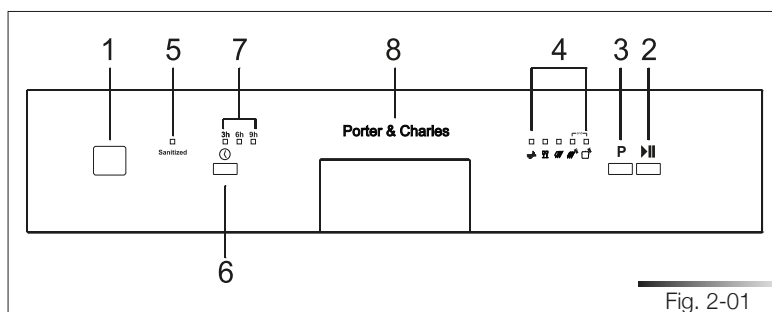 1 5 7 8 4 3 2
3h 6h 9h
Porter & Charles
Sanitized
P
6
Fig. 2-01